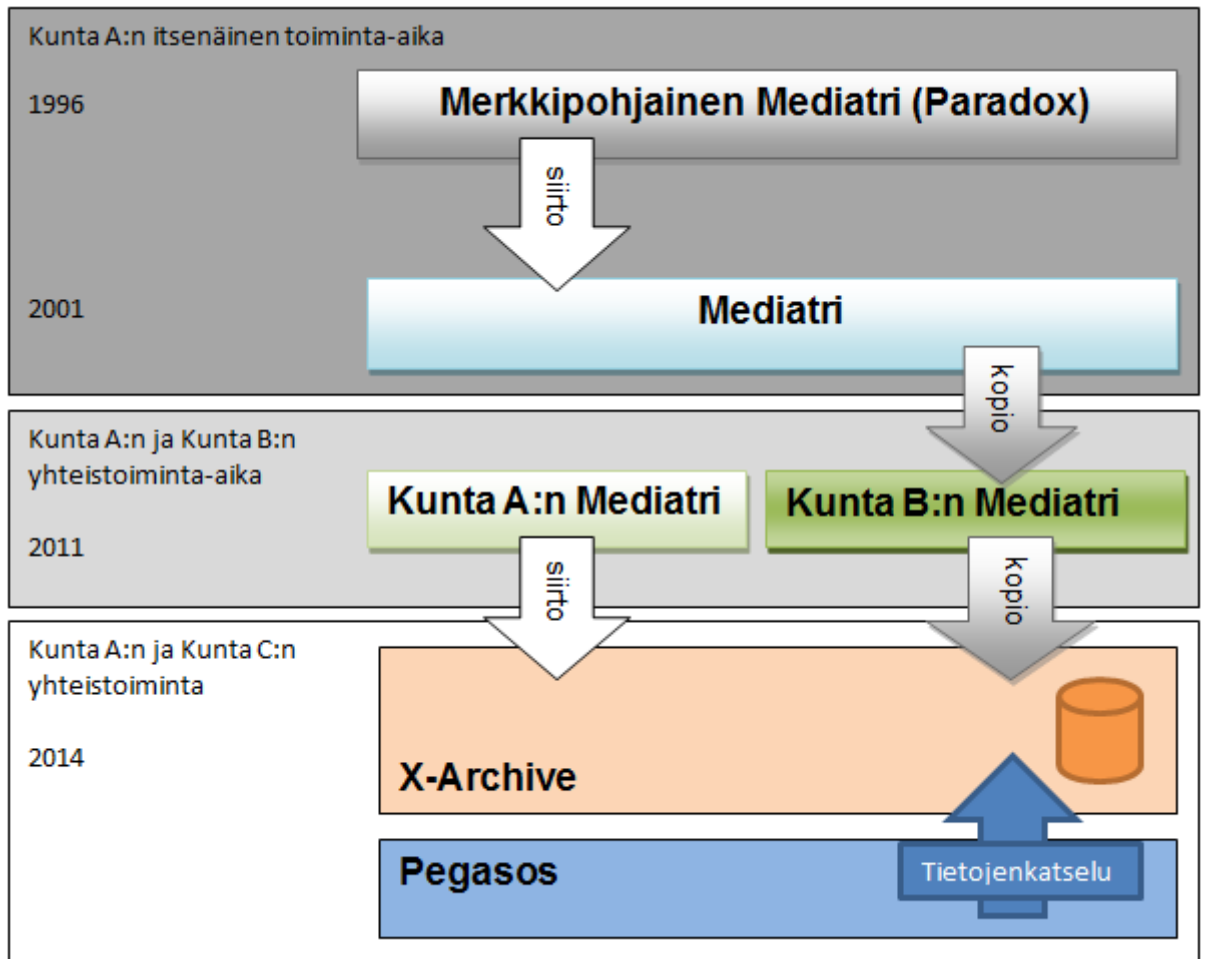 Kunta A:n itsenäinen toiminta-aika
1996
Merkkipohjainen Mediatri (Paradox)
siirto
2001
Mediatri
kopio
Kunta A:n ja Kunta B:n
yhteistoiminta-aika
2011
Kunta A:n Mediatri
Kunta B:n Mediatri
siirto
kopio
Kunta A:n ja Kunta C:n
yhteistoiminta
2014
X-Archive
Pegasos
Tietojenkatselu